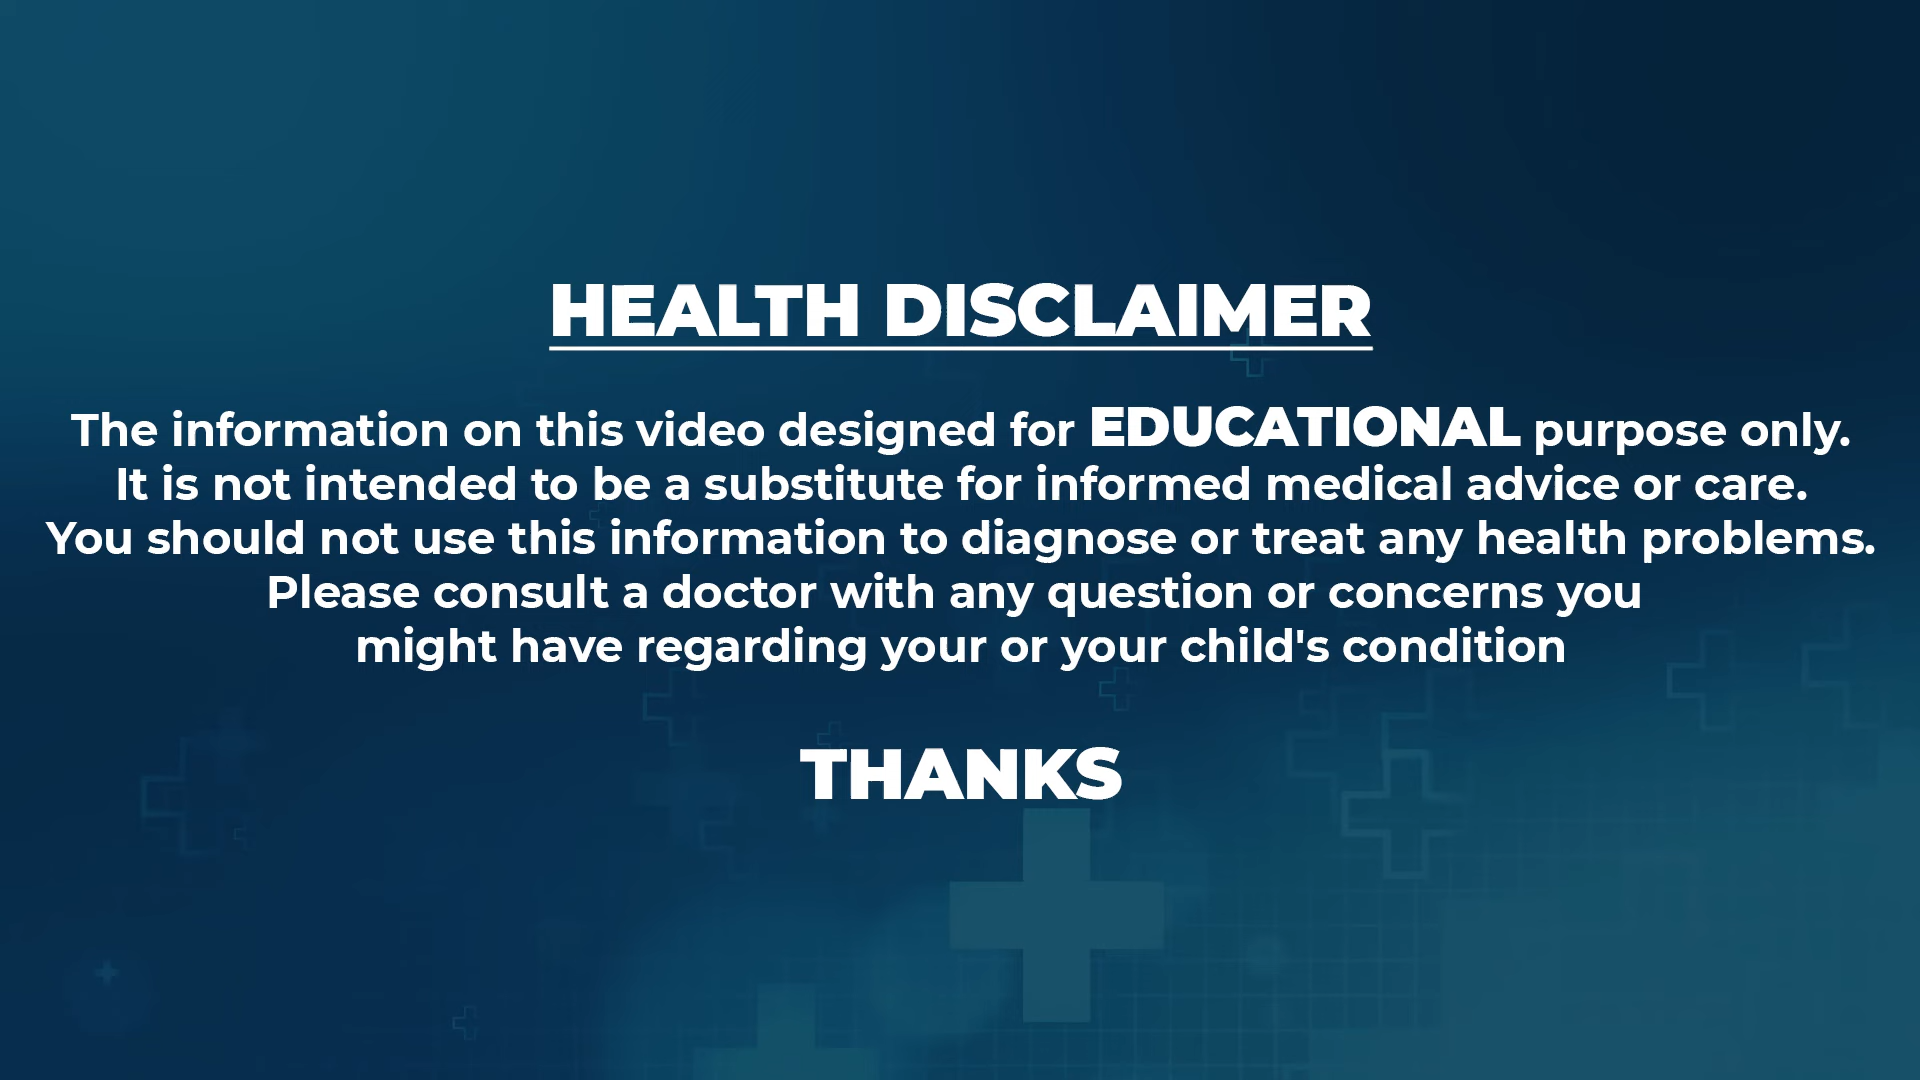 HEALTH DISCLAIMER
The information on this video designed for EDUCATIONAL purpose only.
It is not intended to be a substitute for informed medical advice or care.
You should not use this information to diagnose or treat any health problems.
Please consult a doctor with any question or concerns you
might have regarding your or your child's condition
THANKS